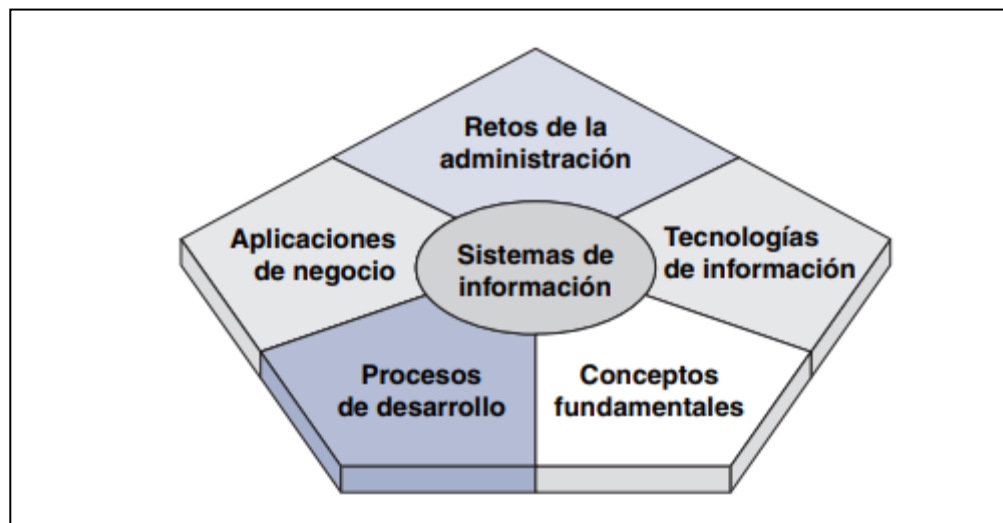 Retos de la
administración
Aplicaciones
de negocio
Sistemas de
información
Tecnologías
de información
Procesos
de desarrollo
Conceptos
fundamentales